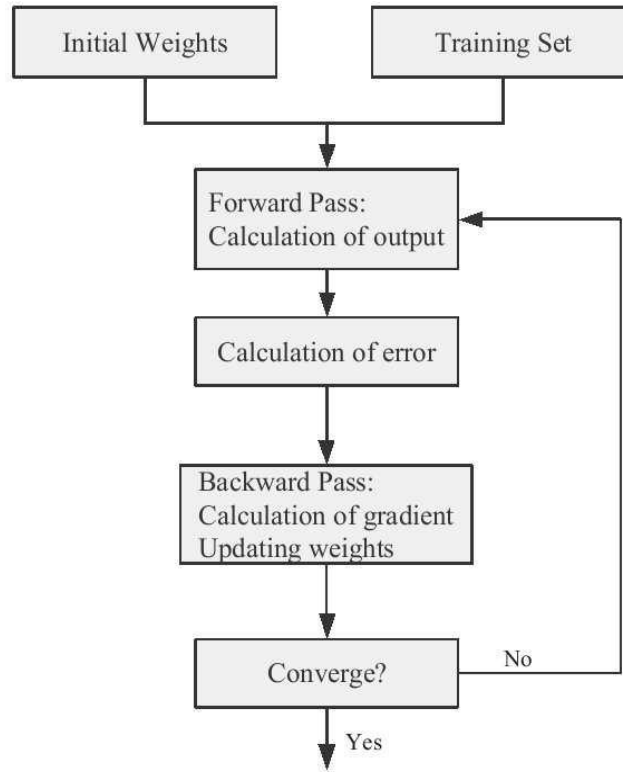 Initial Weights
Training Set
Forward Pass:
Calculation of output
Calculation of error
Backward Pass:
Calculation of gradient
Updating weights
Converge?
No
Yes